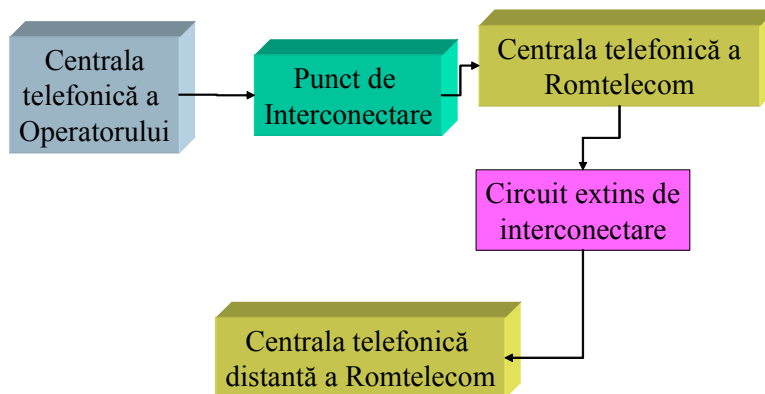 Centrala
telefonică a
Operatorului
Punct de
Interconectare
Centrala telefonică a
Romtelecom
Circuit extins de
interconectare
Centrala telefonică
distantă a Romtelecom